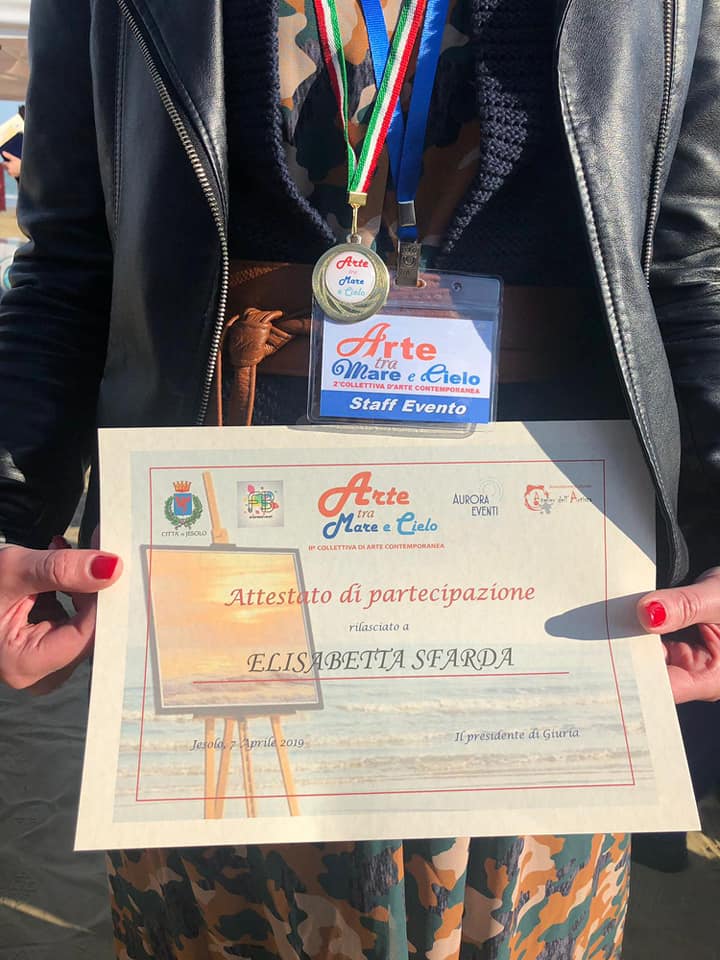 Arte
tra
Mare
e Cielo
Arte
tra
Mare e Cielo
2ª COLLETTIVA D'ARTE CONTEMPORANEA
Staff Evento
CITTÀ DI JESOLO
Arte
tra
Mare e Cielo
IIª COLLETTIVA DI ARTE CONTEMPORANEA
AURORA
EVENTI
Attestato di partecipazione
rilasciato a
ELISABETTA SFARDA
Jesolo, 7 Aprile 2019
Il presidente di Giuria